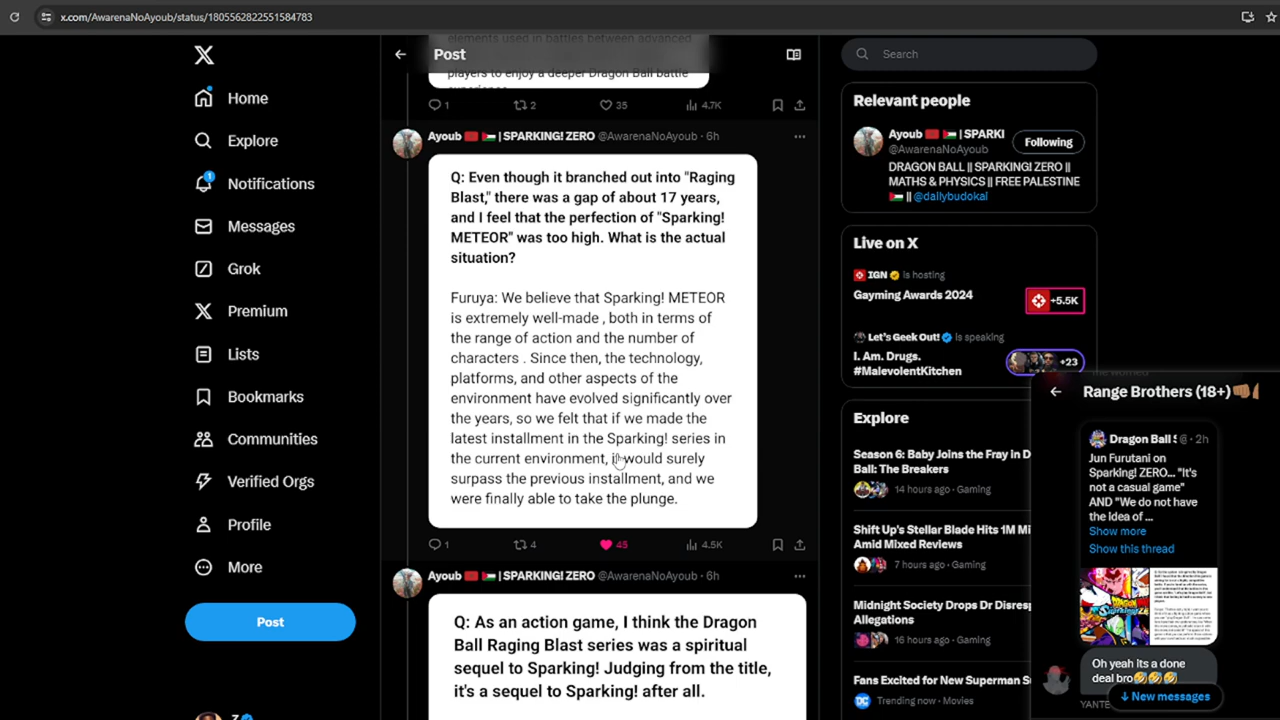 x.com/AwarenaNoAyoub/status/1805562822551584783
Home
Explore
1
Notifications
Messages
Grok
Premium
Lists
Bookmarks
Communities
Verified Orgs
Profile
More
Post
Post
elements used in battles between advanced
players to enjoy a deeper Dragon Ball battle
1
2
35
4.7K
Ayoub | SPARKING! ZERO @AwarenaNoAyoub · 6h
Q: Even though it branched out into "Raging
Blast," there was a gap of about 17 years,
and I feel that the perfection of "Sparking!
METEOR" was too high. What is the actual
situation?
Furuya: We believe that Sparking! METEOR
is extremely well-made , both in terms of
the range of action and the number of
characters . Since then, the technology,
platforms, and other aspects of the
environment have evolved significantly over
the years, so we felt that if we made the
latest installment in the Sparking! series in
the current environment, it would surely
surpass the previous installment, and we
were finally able to take the plunge.
1
4
45
4.5K
Ayoub | SPARKING! ZERO @AwarenaNoAyoub · 6h
Q: As an action game, I think the Dragon
Ball Raging Blast series was a spiritual
sequel to Sparking! Judging from the title,
it's a sequel to Sparking! after all.
Search
Relevant people
Ayoub | SPARKI
@AwarenaNoAyoub
Following
DRAGON BALL || SPARKING! ZERO ||
MATHS & PHYSICS || FREE PALESTINE
|| @dailybudokai
Live on X
IGN is hosting
Gayming Awards 2024
+5.5K
Let's Geek Out! is speaking
I. Am. Drugs.
#MalevolentKitchen
+23
Explore
Season 6: Baby Joins the Fray in D
Ball: The Breakers
14 hours ago · Gaming
Shift Up's Stellar Blade Hits 1M Mi
Amid Mixed Reviews
7 hours ago · Gaming
Midnight Society Drops Dr Disresp
Allegations
16 hours ago · Gaming
Fans Excited for New Superman Su
Trending now · Movies
Range Brothers (18+)
Dragon Ball S @ · 2h
Jun Furutani on
Sparking! ZERO... "It's
not a casual game"
AND "We do not have
the idea of ...
Show more
Show this thread
Oh yeah its a done
deal bro
New messages
YANTE